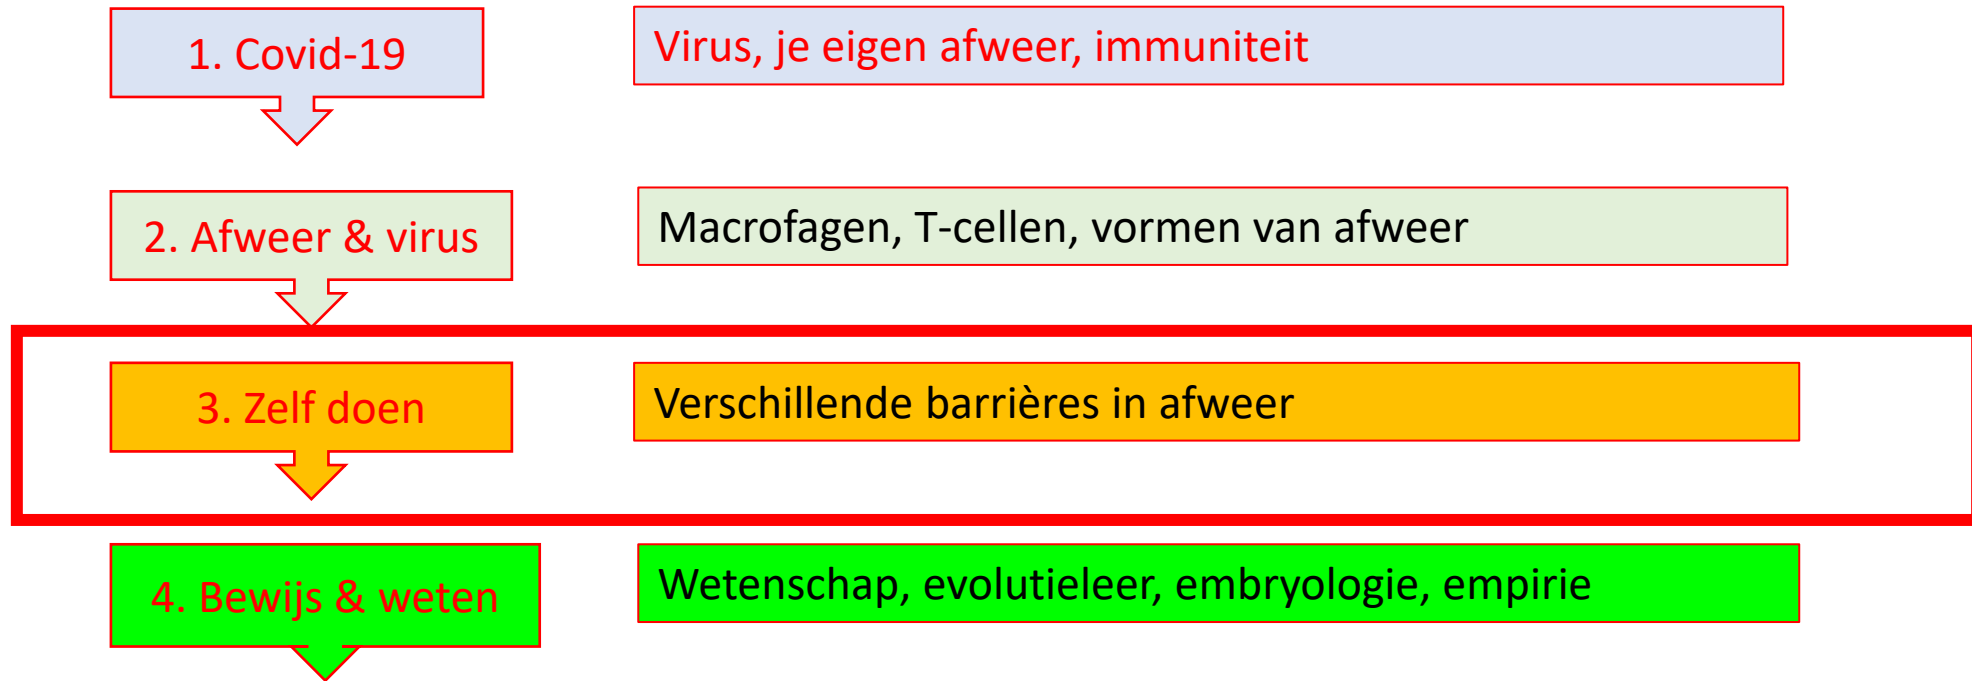 1. Covid-19
Virus, je eigen afweer, immuniteit
2. Afweer & virus
Macrofagen, T-cellen, vormen van afweer
3. Zelf doen
Verschillende barrières in afweer
4. Bewijs & weten
Wetenschap, evolutieleer, embryologie, empirie